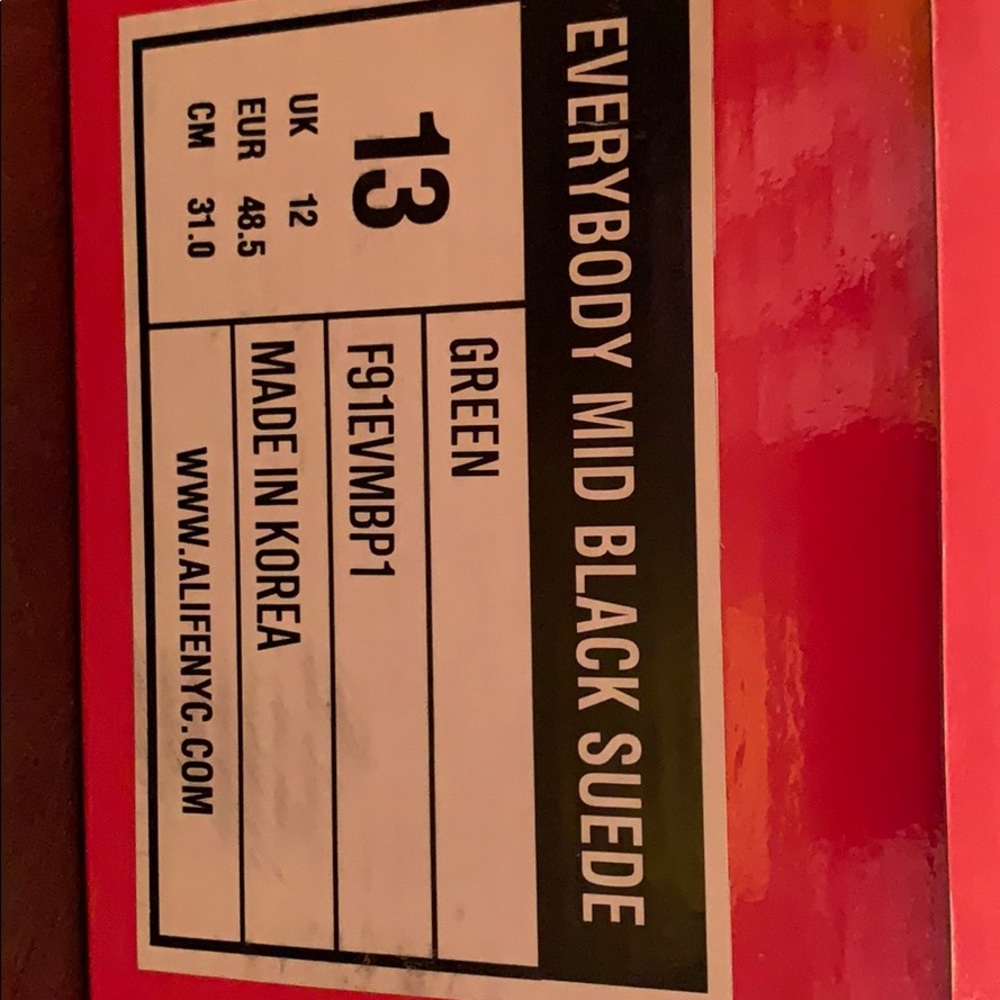 EVERYBODY MID BLACK SUEDE
13
UK 12
EUR 48.5
CM 31.0
GREEN
F91EVMBP1
MADE IN KOREA
WWW.ALIFENYC.COM